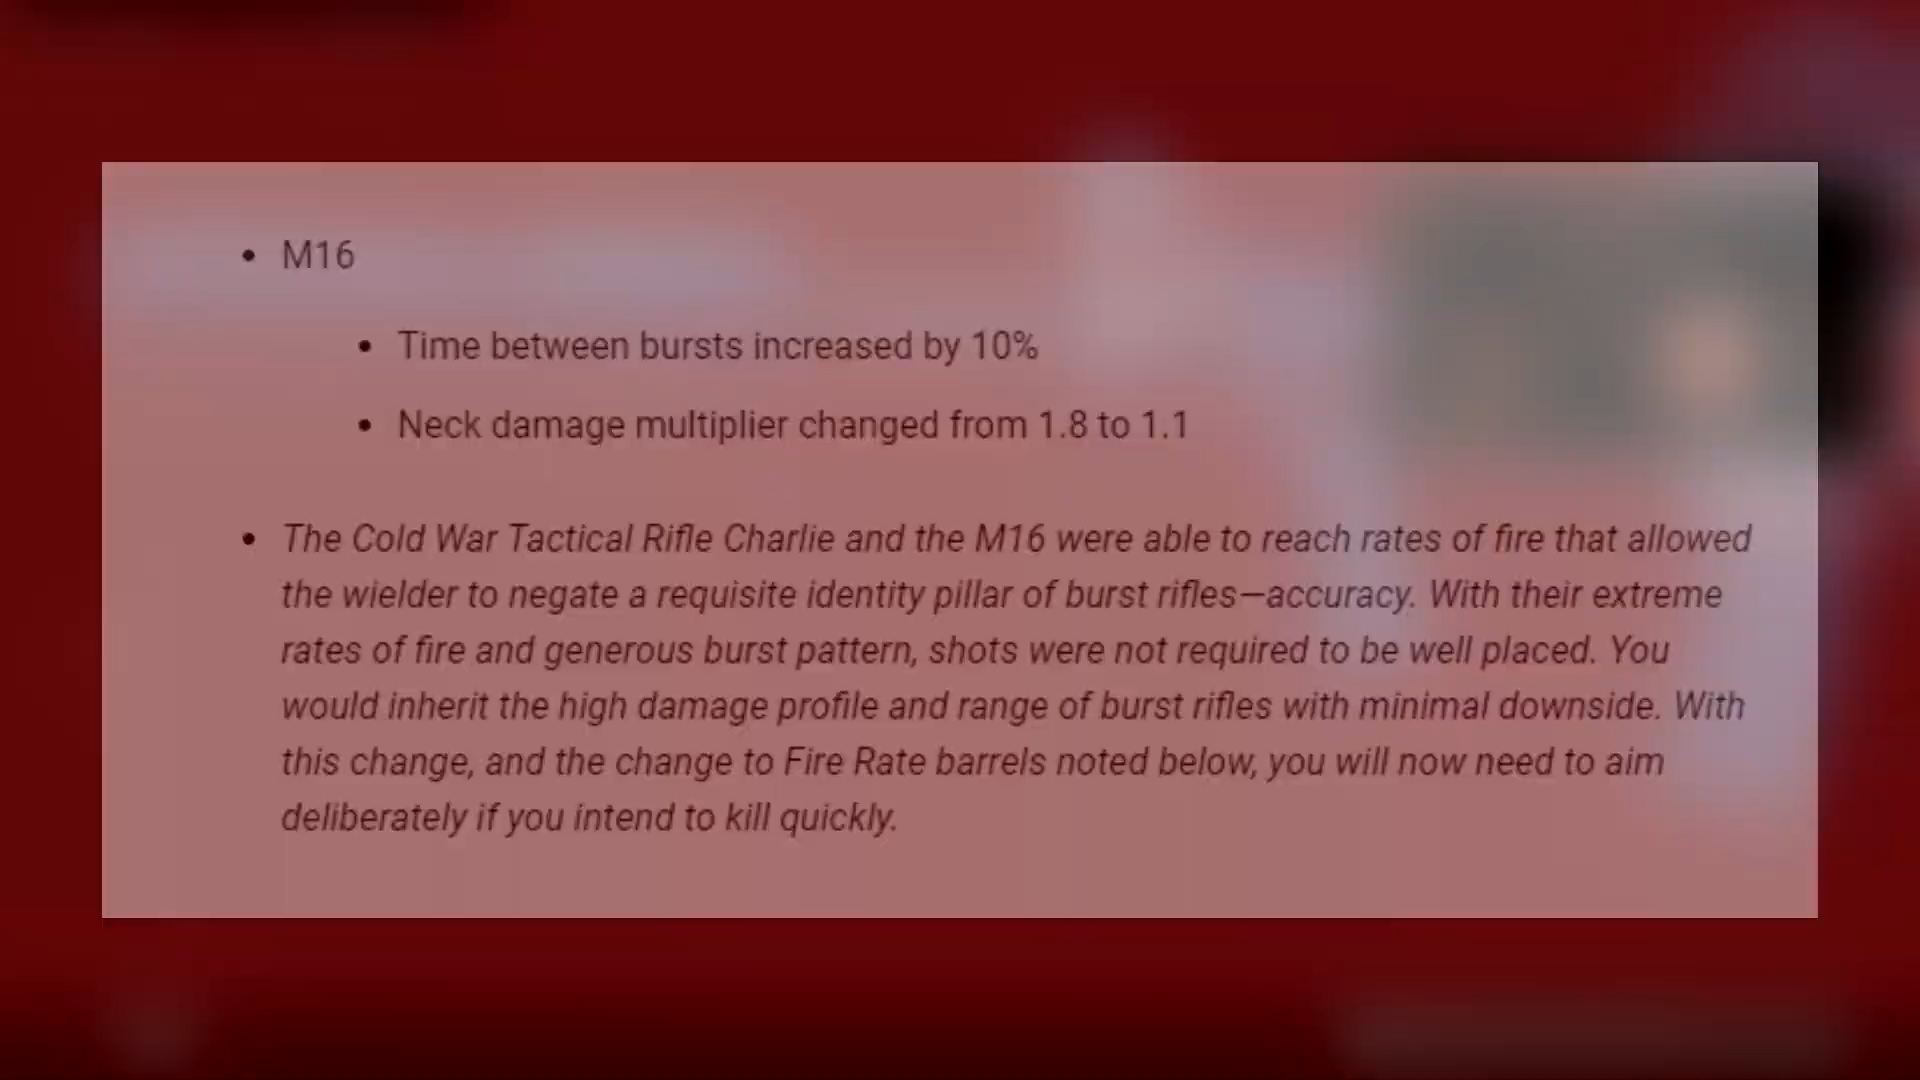 M16
Time between bursts increased by 10%
Neck damage multiplier changed from 1.8 to 1.1
The Cold War Tactical Rifle Charlie and the M16 were able to reach rates of fire that allowed
the wielder to negate a requisite identity pillar of burst rifles—accuracy. With their extreme
rates of fire and generous burst pattern, shots were not required to be well placed. You
would inherit the high damage profile and range of burst rifles with minimal downside. With
this change, and the change to Fire Rate barrels noted below, you will now need to aim
deliberately if you intend to kill quickly.